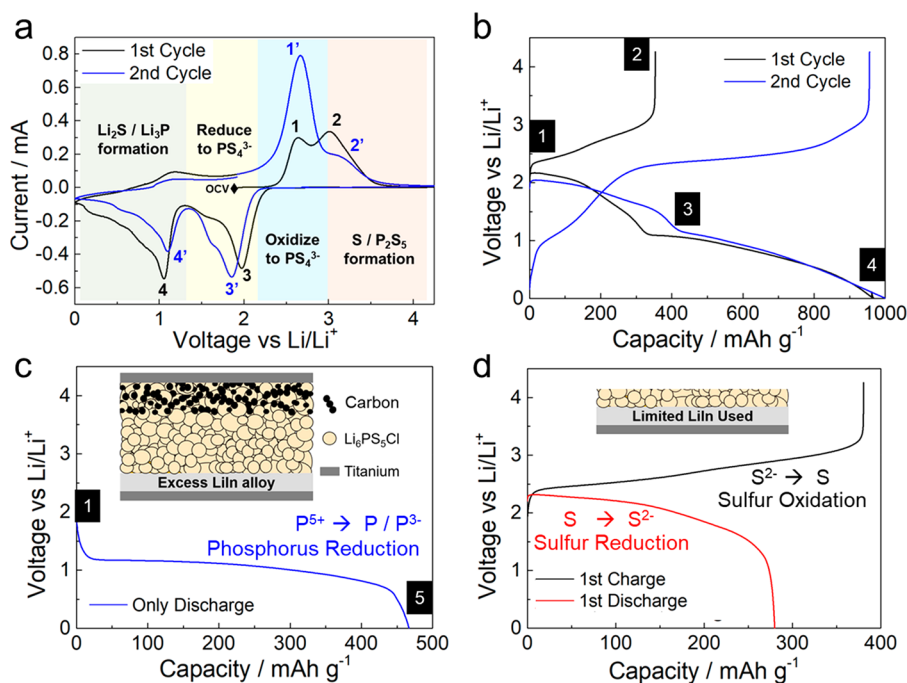 a
1st Cycle
2nd Cycle
1'
1
2
2'
Li₂S / Li₃P
formation
Reduce
to PS₄³⁻
OCV
Oxidize
to PS₄³⁻
S / P₂S₅
formation
4'
4
3'
3
0.8
0.6
0.4
0.2
0.0
-0.2
-0.4
-0.6
Current / mA
0 1 2 3 4
Voltage vs Li/Li⁺
b
1st Cycle
2nd Cycle
1
2
3
4
4
3
2
1
0
Voltage vs Li/Li⁺
0 200 400 600 800 1000
Capacity / mAh g⁻¹
c
Carbon
Li₆PS₅Cl
Titanium
Excess LiIn alloy
1
P⁵⁺ → P / P³⁻
Phosphorus Reduction
5
Only Discharge
4
3
2
1
0
Voltage vs Li/Li⁺
0 100 200 300 400 500
Capacity / mAh g⁻¹
d
Limited LiIn Used
S²⁻ → S
Sulfur Oxidation
S → S²⁻
Sulfur Reduction
1st Charge
1st Discharge
4
3
2
1
0
Voltage vs Li/Li⁺
0 100 200 300 400
Capacity / mAh g⁻¹